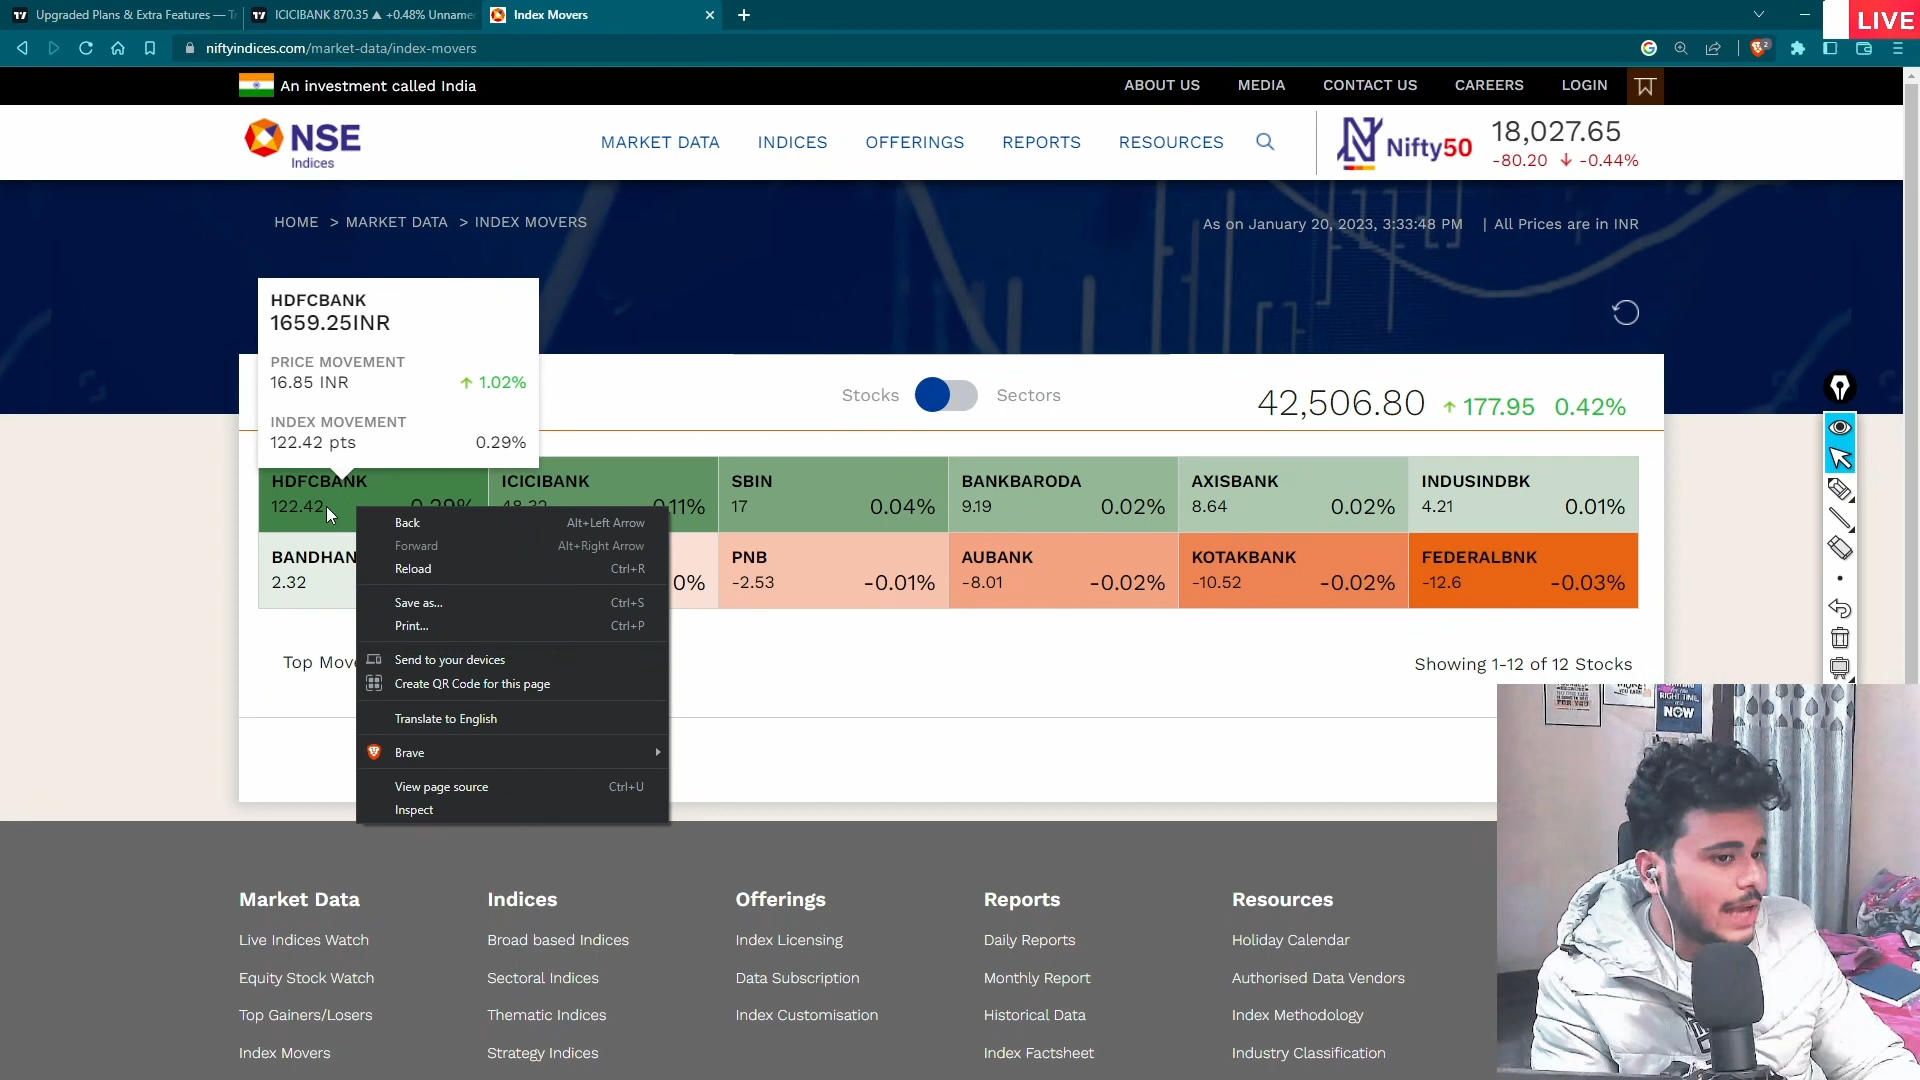 Upgraded Plans & Extra Features —
ICICIBANK 870.35 ▲ +0.48%
Index Movers
LIVE
niftyindices.com/market-data/index-movers
2
An investment called India
ABOUT US
MEDIA
CONTACT US
CAREERS
LOGIN
NSE
Indices
MARKET DATA
INDICES
OFFERINGS
REPORTS
RESOURCES
Nifty50
18,027.65
-80.20 ↓ -0.44%
HOME > MARKET DATA > INDEX MOVERS
As on January 20, 2023, 3:33:48 PM | All Prices are in INR
HDFCBANK
1659.25INR
PRICE MOVEMENT
16.85 INR ↑ 1.02%
INDEX MOVEMENT
122.42 pts 0.29%
Stocks
Sectors
42,506.80 ↑ 177.95 0.42%
HDFCBANK
122.42 0.29%
ICICIBANK
48.32 0.11%
SBIN
17 0.04%
BANKBARODA
9.19 0.02%
AXISBANK
8.64 0.02%
INDUSINDBK
4.21 0.01%
BANDHAN
2.32
0%
PNB
-2.53 -0.01%
AUBANK
-8.01 -0.02%
KOTAKBANK
-10.52 -0.02%
FEDERALBNK
-12.6 -0.03%
Top
Showing 1-12 of 12 Stocks
Back Alt+Left Arrow
Forward Alt+Right Arrow
Reload Ctrl+R
Save as... Ctrl+S
Print... Ctrl+P
Send to your devices
Create QR Code for this page
Translate to English
Brave
View page source Ctrl+U
Inspect
RIGHT TIME
NOW
FOR YOU
Market Data
Live Indices Watch
Equity Stock Watch
Top Gainers/Losers
Index Movers
Indices
Broad based Indices
Sectoral Indices
Thematic Indices
Strategy Indices
Offerings
Index Licensing
Data Subscription
Index Customisation
Reports
Daily Reports
Monthly Report
Historical Data
Index Factsheet
Resources
Holiday Calendar
Authorised Data Vendors
Index Methodology
Industry Classification